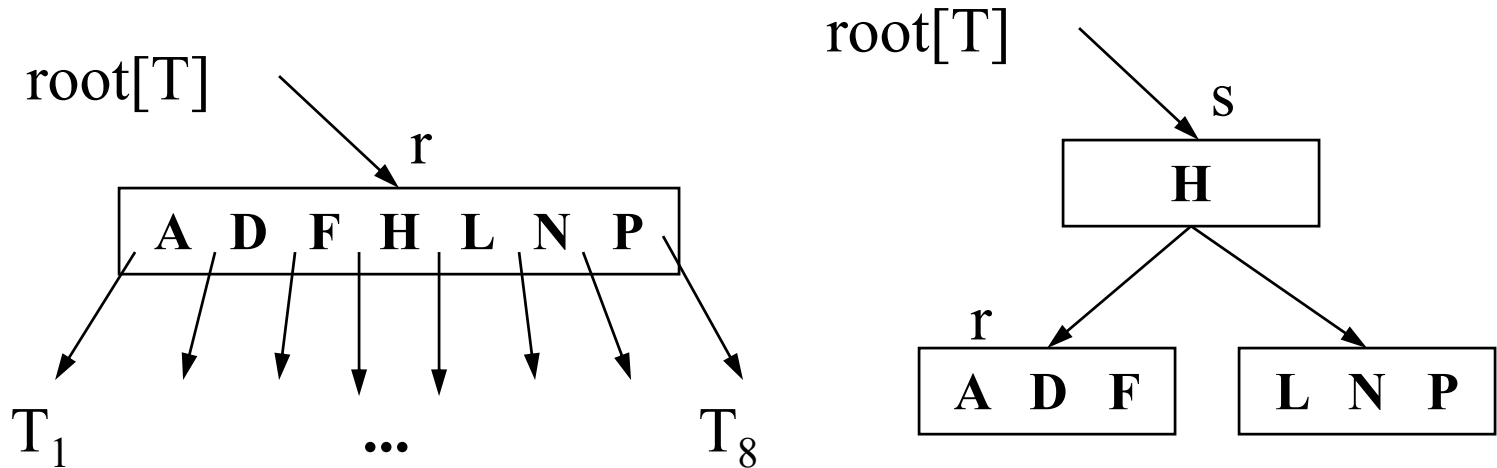 root[T]
r
A D F H L N P
T1 ... T8
root[T]
s
H
r
A D F
L N P